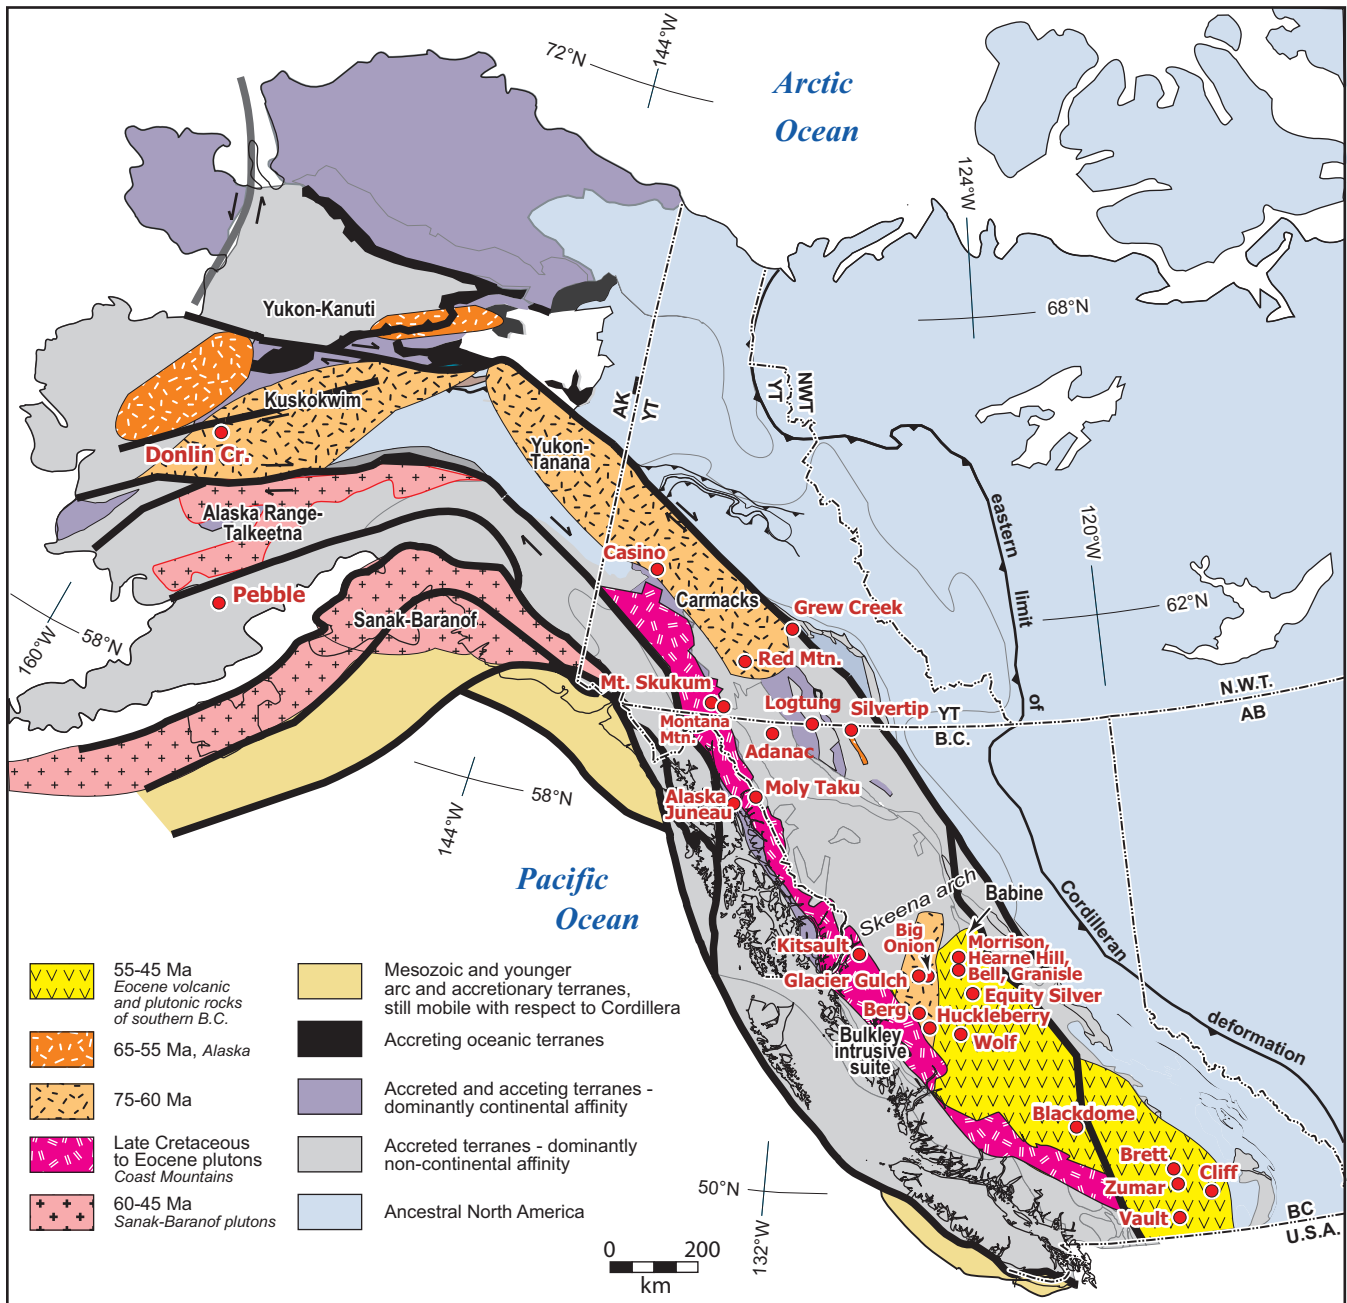 72°N
144°W
Arctic
Ocean
124°W
68°N
Yukon-Kanuti
Kuskokwim
Donlin Cr.
AK
YT
YT
NWT
Yukon-
Tanana
Alaska Range-
Talkeetna
eastern
limit
of
Cordilleran
deformation
120°W
62°N
Casino
Carmacks
Pebble
Sanak-Baranof
160°W
58°N
Grew Creek
Red Mtn.
Mt. Skukum
Logtung
Silvertip
Montana
Mtn.
Adanac
YT
B.C.
N.W.T.
AB
Alaska
Juneau
Moly Taku
58°N
144°W
Pacific
Ocean
Skeena arch
Babine
Big
Onion
Kitsault
Glacier Gulch
Morrison,
Hearne Hill,
Bell, Granisle
Equity Silver
Berg
Huckleberry
Wolf
Bulkley
intrusive
suite
Blackdome
Brett
Zumar
Cliff
Vault
BC
U.S.A.
50°N
132°W
0
200
km
55-45 Ma
Eocene volcanic
and plutonic rocks
of southern B.C.
65-55 Ma, Alaska
75-60 Ma
Late Cretaceous
to Eocene plutons
Coast Mountains
60-45 Ma
Sanak-Baranof plutons
Mesozoic and younger
arc and accretionary terranes,
still mobile with respect to Cordillera
Accreting oceanic terranes
Accreted and acceting terranes -
dominantly continental affinity
Accreted terranes - dominantly
non-continental affinity
Ancestral North America